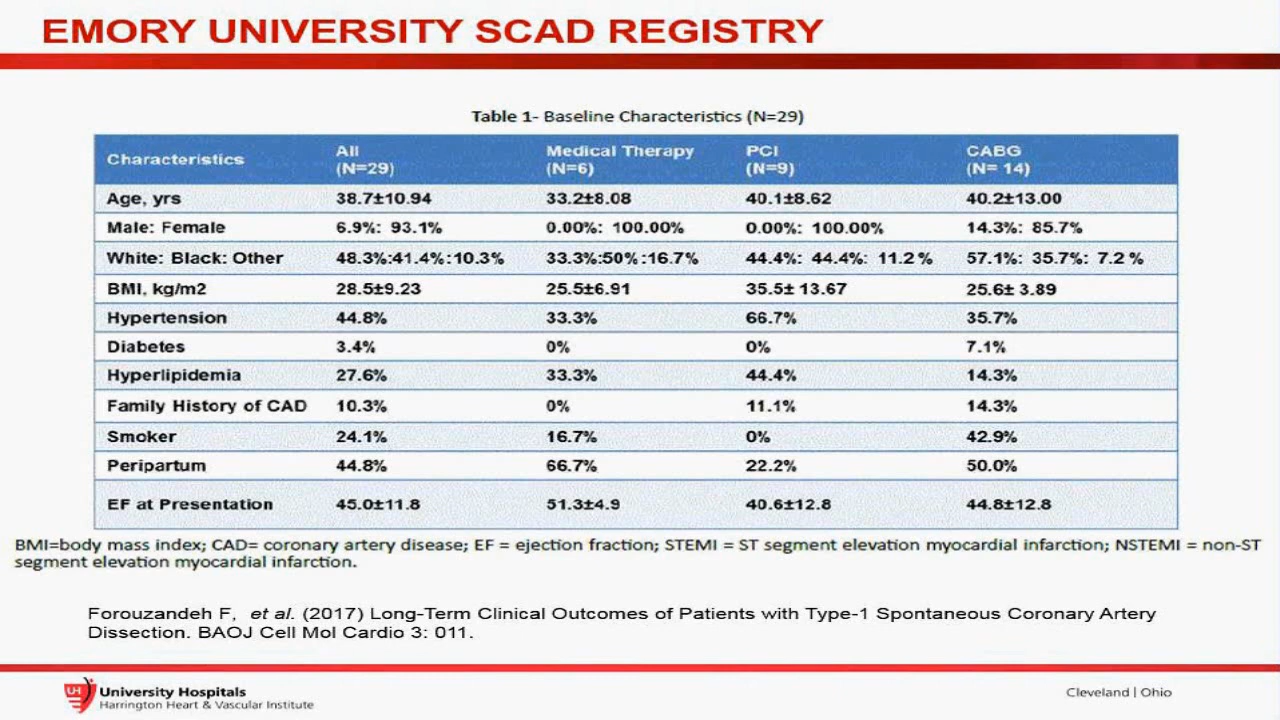 EMORY UNIVERSITY SCAD REGISTRY
Table 1- Baseline Characteristics (N=29)
Characteristics All (N=29) Medical Therapy (N=6) PCI (N=9) CABG (N= 14)
Age, yrs 38.7±10.94 33.2±8.08 40.1±8.62 40.2±13.00
Male: Female 6.9%: 93.1% 0.00%: 100.00% 0.00%: 100.00% 14.3%: 85.7%
White: Black: Other 48.3%:41.4%:10.3% 33.3%:50%:16.7% 44.4%: 44.4%: 11.2% 57.1%: 35.7%: 7.2 %
BMI, kg/m2 28.5±9.23 25.5±6.91 35.5± 13.67 25.6± 3.89
Hypertension 44.8% 33.3% 66.7% 35.7%
Diabetes 3.4% 0% 0% 7.1%
Hyperlipidemia 27.6% 33.3% 44.4% 14.3%
Family History of CAD 10.3% 0% 11.1% 14.3%
Smoker 24.1% 16.7% 0% 42.9%
Peripartum 44.8% 66.7% 22.2% 50.0%
EF at Presentation 45.0±11.8 51.3±4.9 40.6±12.8 44.8±12.8
BMI=body mass index; CAD= coronary artery disease; EF = ejection fraction; STEMI = ST segment elevation myocardial infarction; NSTEMI = non-ST
segment elevation myocardial infarction.
Forouzandeh F, et al. (2017) Long-Term Clinical Outcomes of Patients with Type-1 Spontaneous Coronary Artery
Dissection. BAOJ Cell Mol Cardio 3: 011.
UH University Hospitals
Harrington Heart & Vascular Institute
Cleveland | Ohio